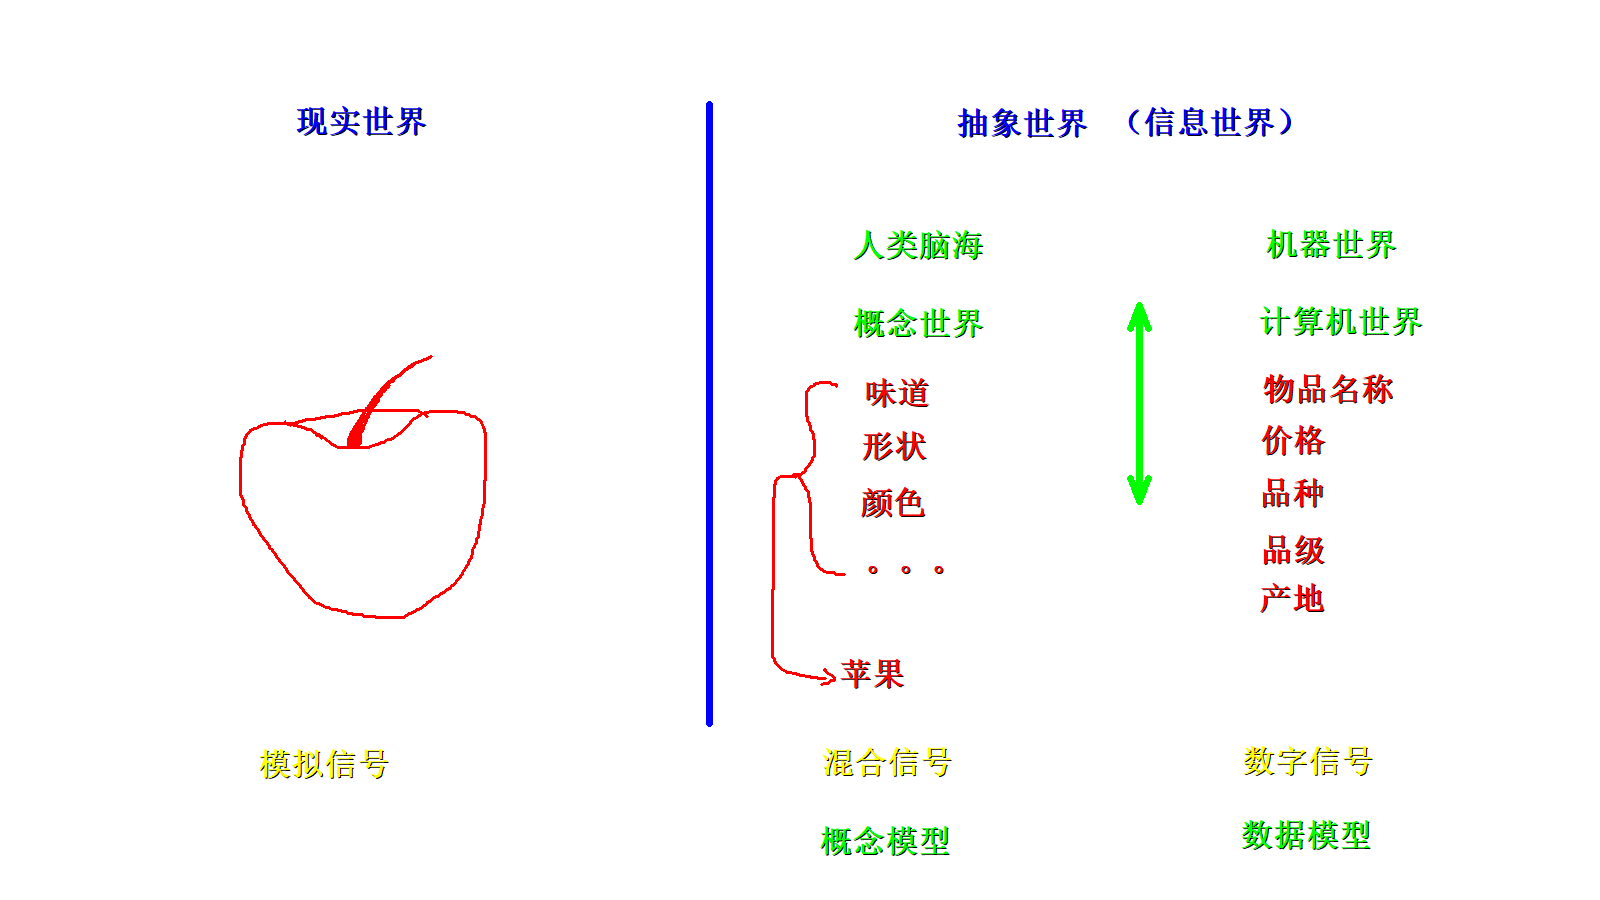 现实世界
抽象世界 （信息世界）
人类脑海
机器世界
概念世界
计算机世界
味道
形状
颜色
。。。
苹果
物品名称
价格
品种
品级
产地
模拟信号
混合信号
数字信号
概念模型
数据模型